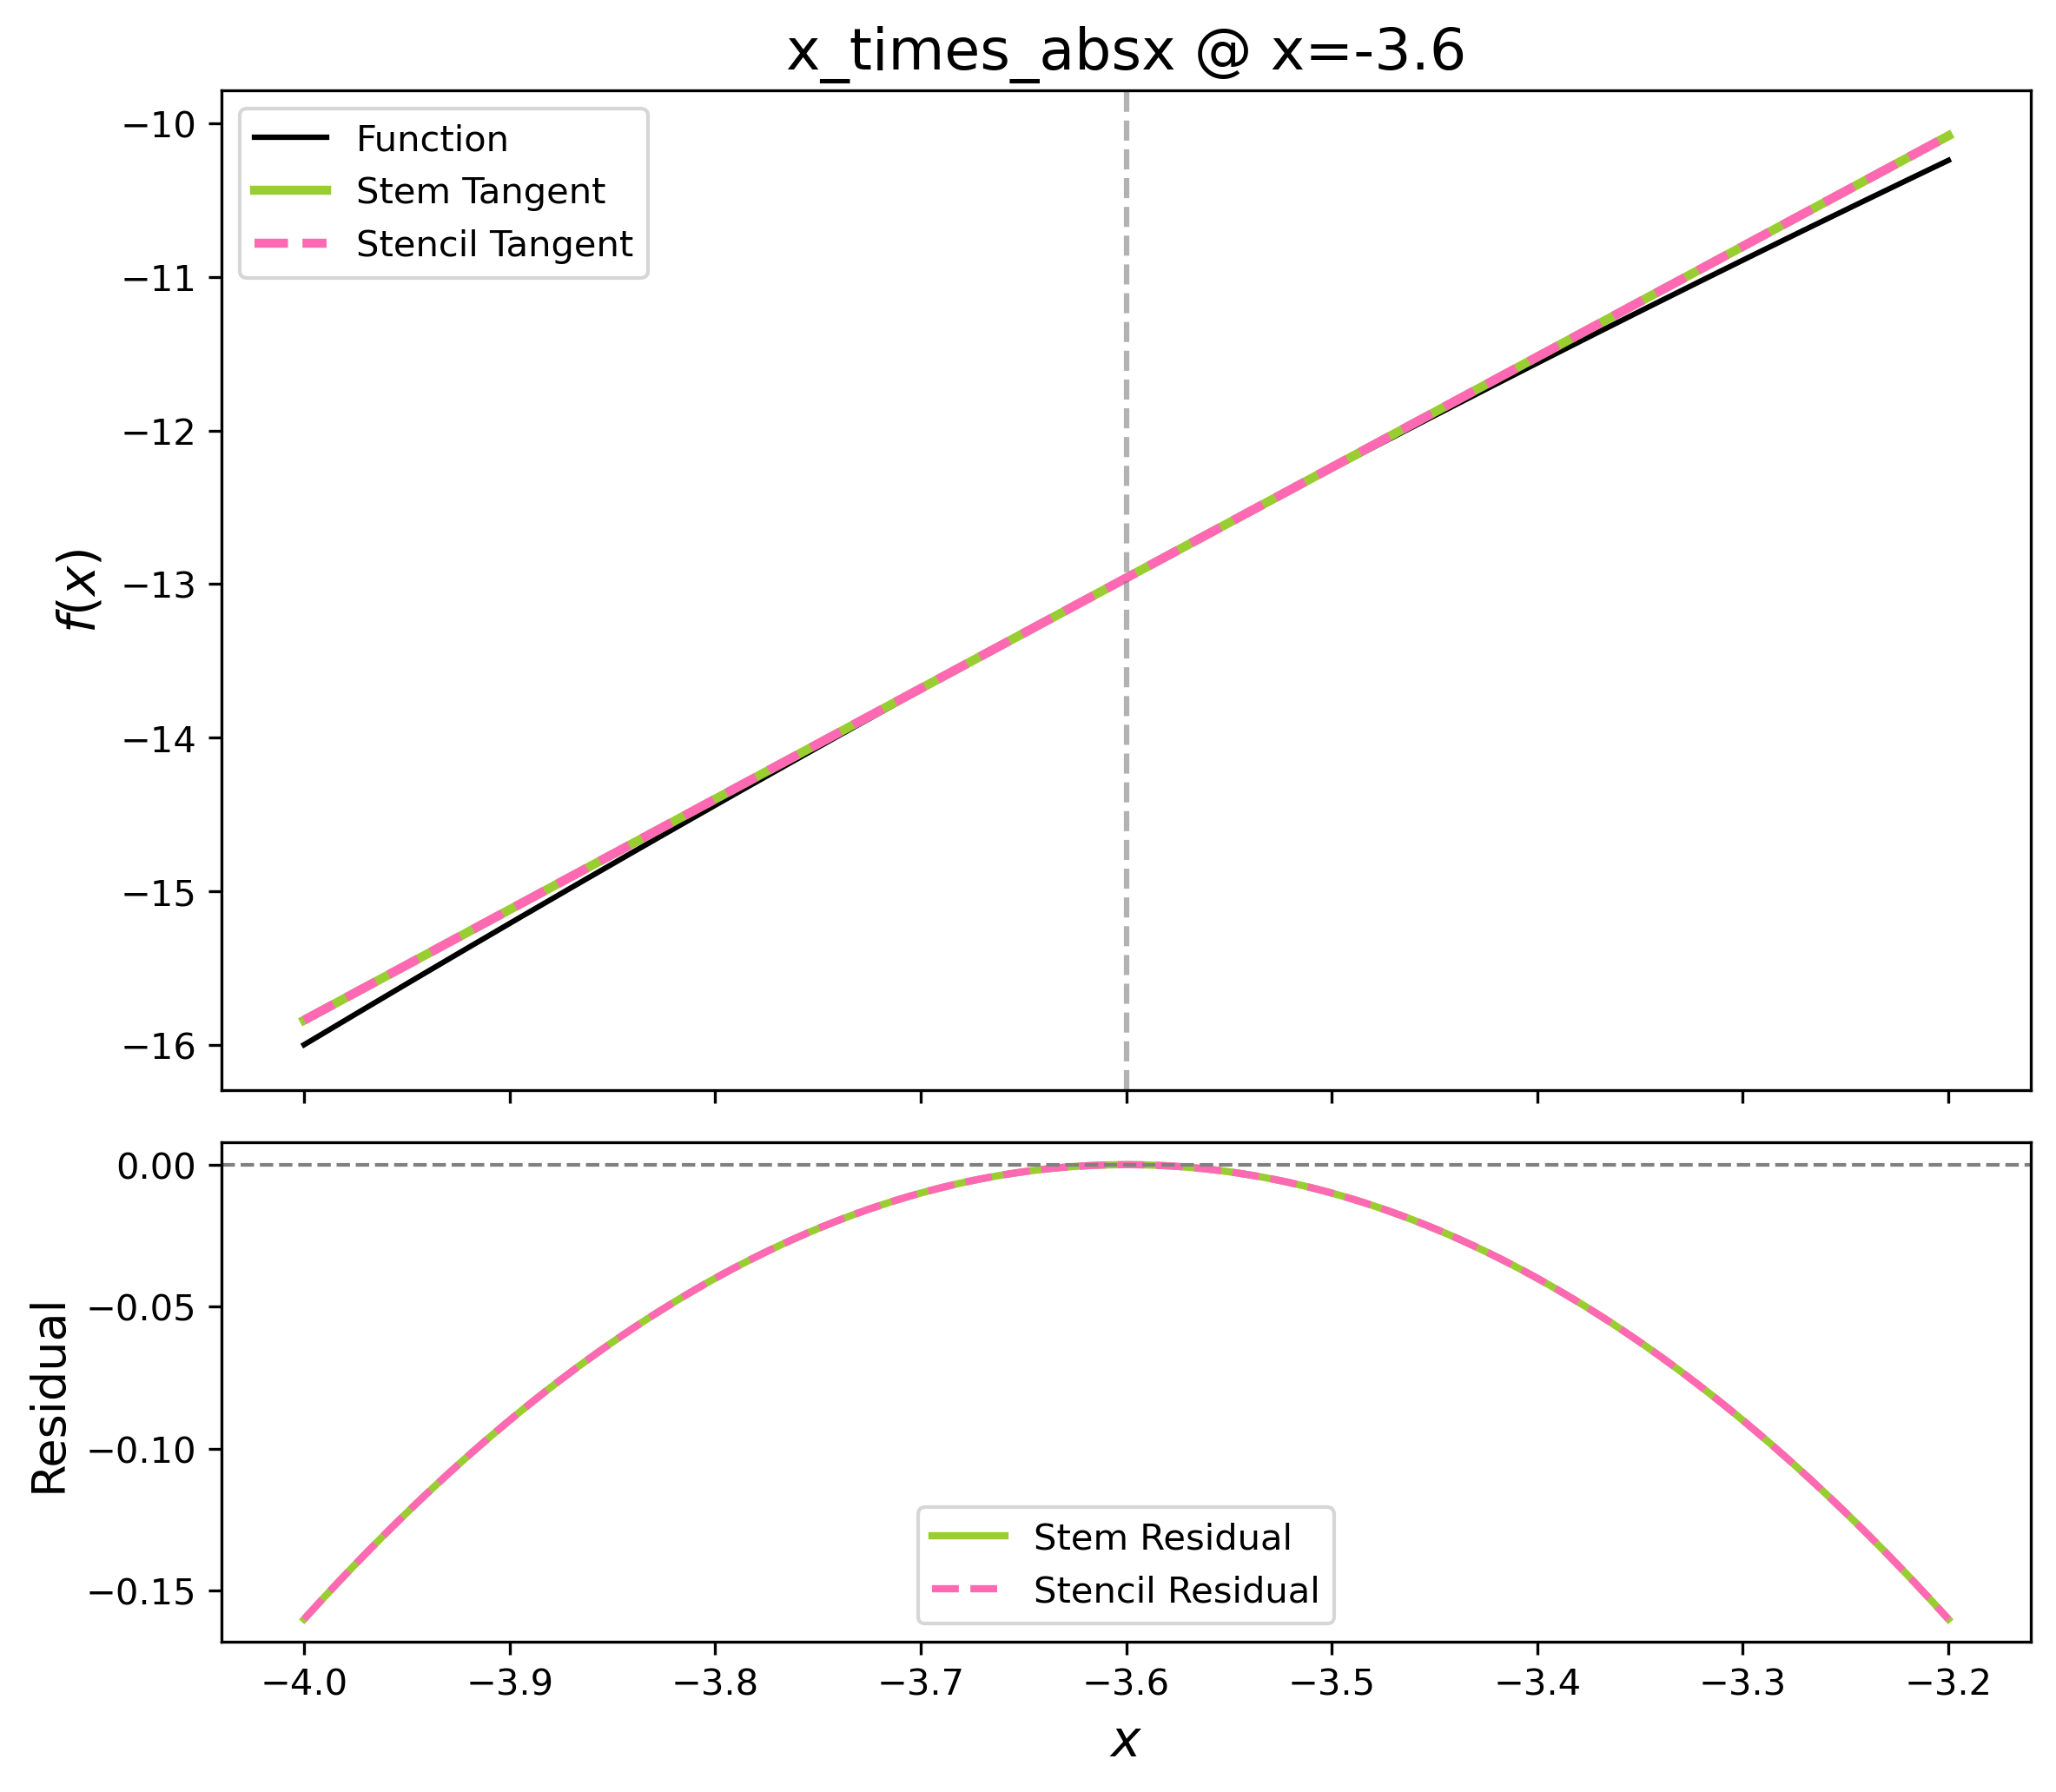 x_times_absx @ x=-3.6
Function
Stem Tangent
Stencil Tangent
−10
−11
−12
−13
−14
−15
−16
f(x)
0.00
−0.05
−0.10
−0.15
Residual
Stem Residual
Stencil Residual
−4.0 −3.9 −3.8 −3.7 −3.6 −3.5 −3.4 −3.3 −3.2
x